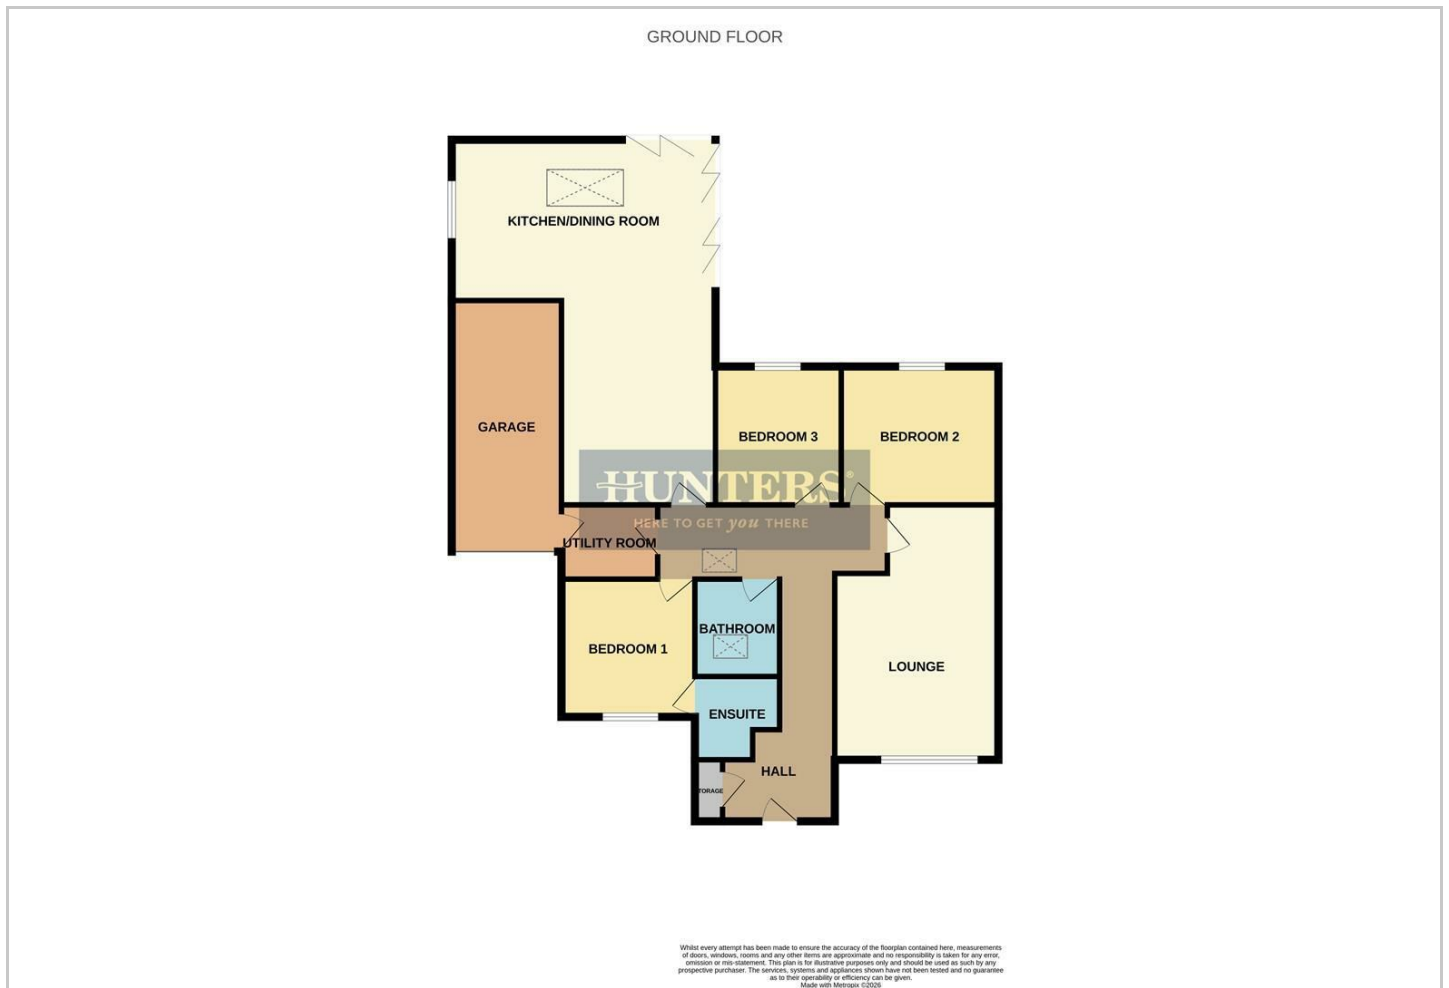 GROUND FLOOR
KITCHEN/DINING ROOM
GARAGE
BEDROOM 3
BEDROOM 2
HUNTERS®
HERE TO GET you THERE
UTILITY ROOM
BATHROOM
BEDROOM 1
LOUNGE
ENSUITE
HALL
TORAGE
Whilst every attempt has been made to ensure the accuracy of the floorplan contained here, measurements
of doors, windows, rooms and any other items are approximate and no responsibility is taken for any error,
omission or mis-statement. This plan is for illustrative purposes only and should be used as such by any
prospective purchaser. The services, systems and appliances shown have not been tested and no guarantee
as to their operability or efficiency can be given.
Made with Metropix ©2026